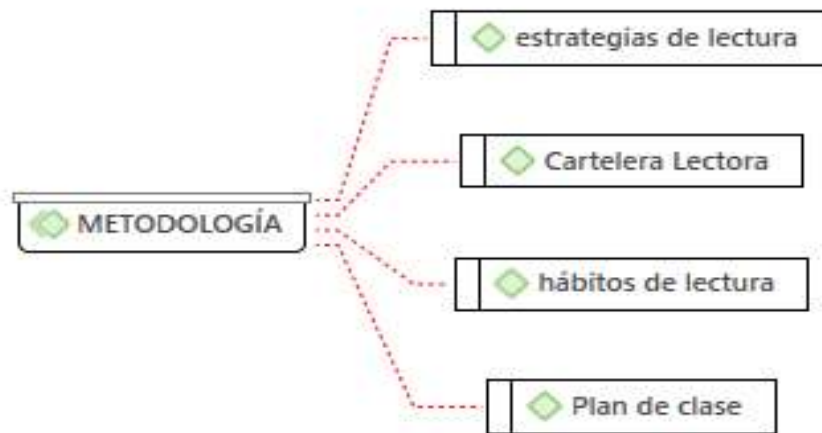 estrategias de lectura
Cartelera Lectora
METODOLOGÍA
hábitos de lectura
Plan de clase